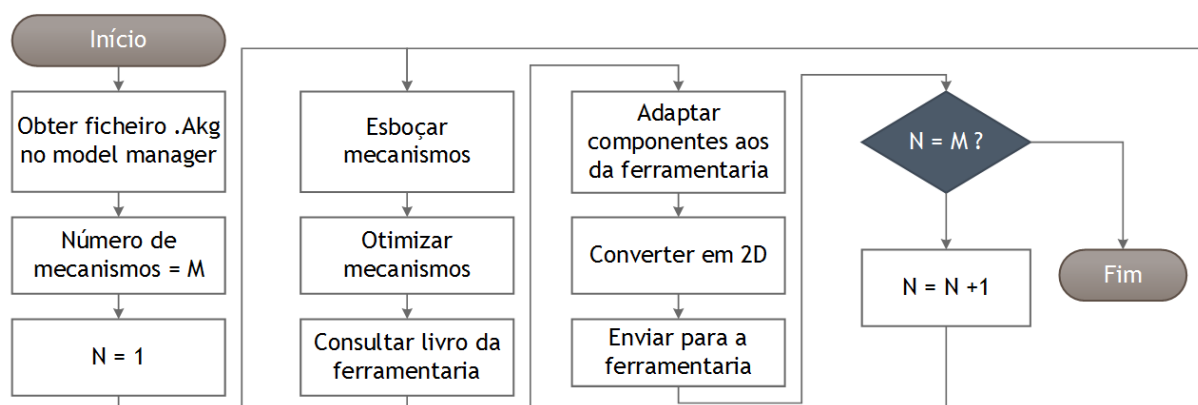 Início
Obter ficheiro .Akg
no model manager
Número de
mecanismos = M
N = 1
Esboçar
mecanismos
Otimizar
mecanismos
Consultar livro da
ferramentaria
Adaptar
componentes aos
da ferramentaria
Converter em 2D
Enviar para a
ferramentaria
N = M ?
N = N +1
Fim